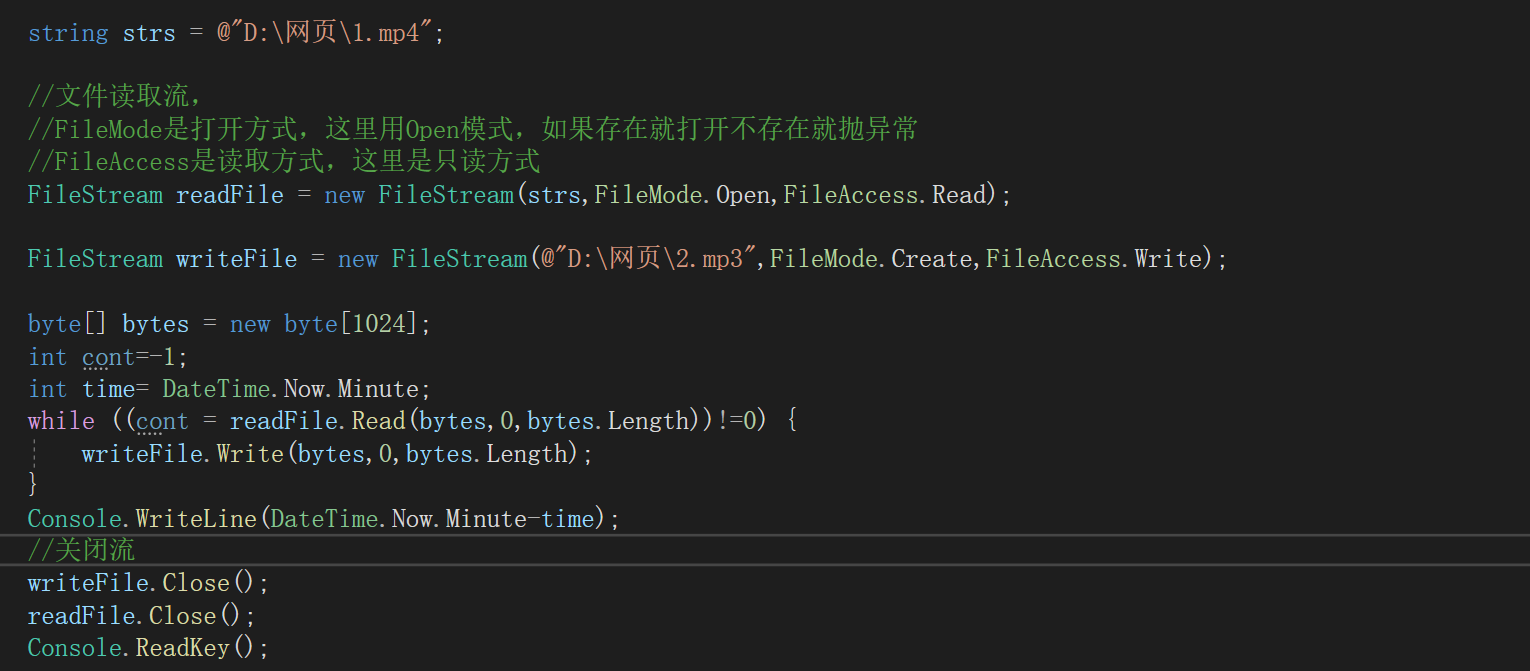 string strs = @"D:\网页\1.mp4";
//文件读取流，
//FileMode是打开方式，这里用Open模式，如果存在就打开不存在就抛异常
//FileAccess是读取方式，这里是只读方式
FileStream readFile = new FileStream(strs,FileMode.Open,FileAccess.Read);
FileStream writeFile = new FileStream(@"D:\网页\2.mp3",FileMode.Create,FileAccess.Write);
byte[] bytes = new byte[1024];
int cont=-1;
int time= DateTime.Now.Minute;
while ((cont = readFile.Read(bytes,0,bytes.Length))!=0) {
writeFile.Write(bytes,0,bytes.Length);
}
Console.WriteLine(DateTime.Now.Minute-time);
//关闭流
writeFile.Close();
readFile.Close();
Console.ReadKey();